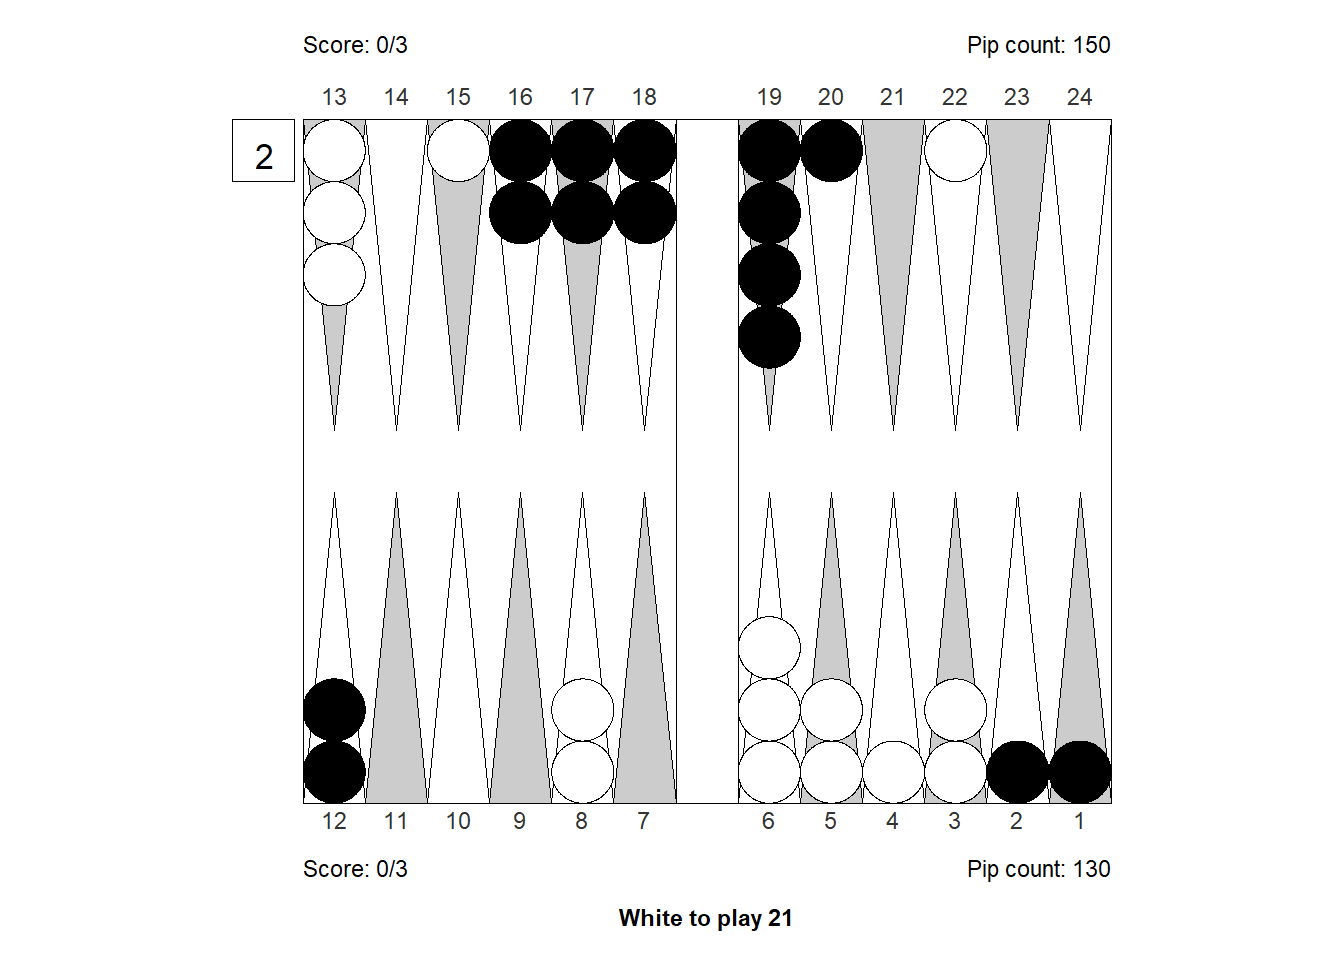 Score: 0/3 Pip count: 150
13 14 15 16 17 18 19 20 21 22 23 24
2
12 11 10 9 8 7 6 5 4 3 2 1
Score: 0/3 Pip count: 130
White to play 21